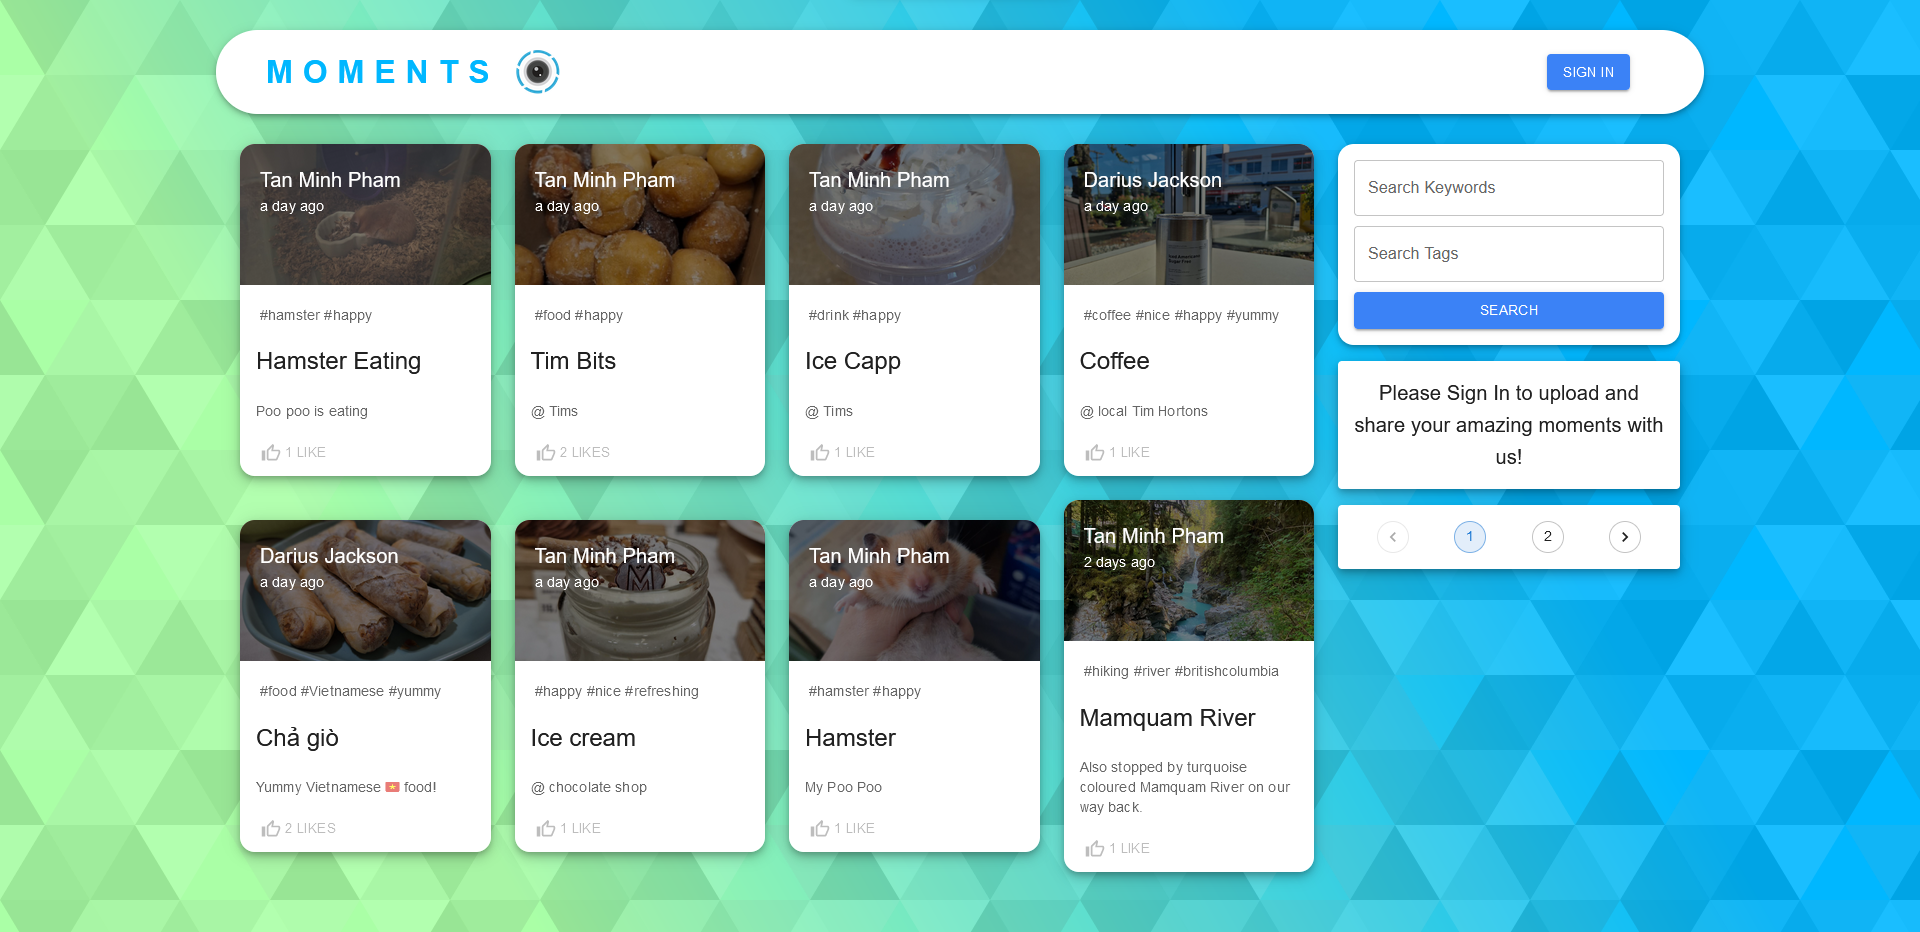 MOMENTS
SIGN IN
Tan Minh Pham
a day ago
#hamster #happy
Hamster Eating
Poo poo is eating
1 LIKE
Tan Minh Pham
a day ago
#food #happy
Tim Bits
@ Tims
2 LIKES
Tan Minh Pham
a day ago
#drink #happy
Ice Capp
@ Tims
1 LIKE
Darius Jackson
a day ago
#coffee #nice #happy #yummy
Coffee
@ local Tim Hortons
1 LIKE
Darius Jackson
a day ago
#food #Vietnamese #yummy
Chả giò
Yummy Vietnamese 🇻🇳 food!
2 LIKES
Tan Minh Pham
a day ago
#happy #nice #refreshing
Ice cream
@ chocolate shop
1 LIKE
Tan Minh Pham
a day ago
#hamster #happy
Hamster
My Poo Poo
1 LIKE
Tan Minh Pham
2 days ago
#hiking #river #britishcolumbia
Mamquam River
Also stopped by turquoise
coloured Mamquam River on our
way back.
1 LIKE
Search Keywords
Search Tags
SEARCH
Please Sign In to upload and
share your amazing moments with
us!
1 2